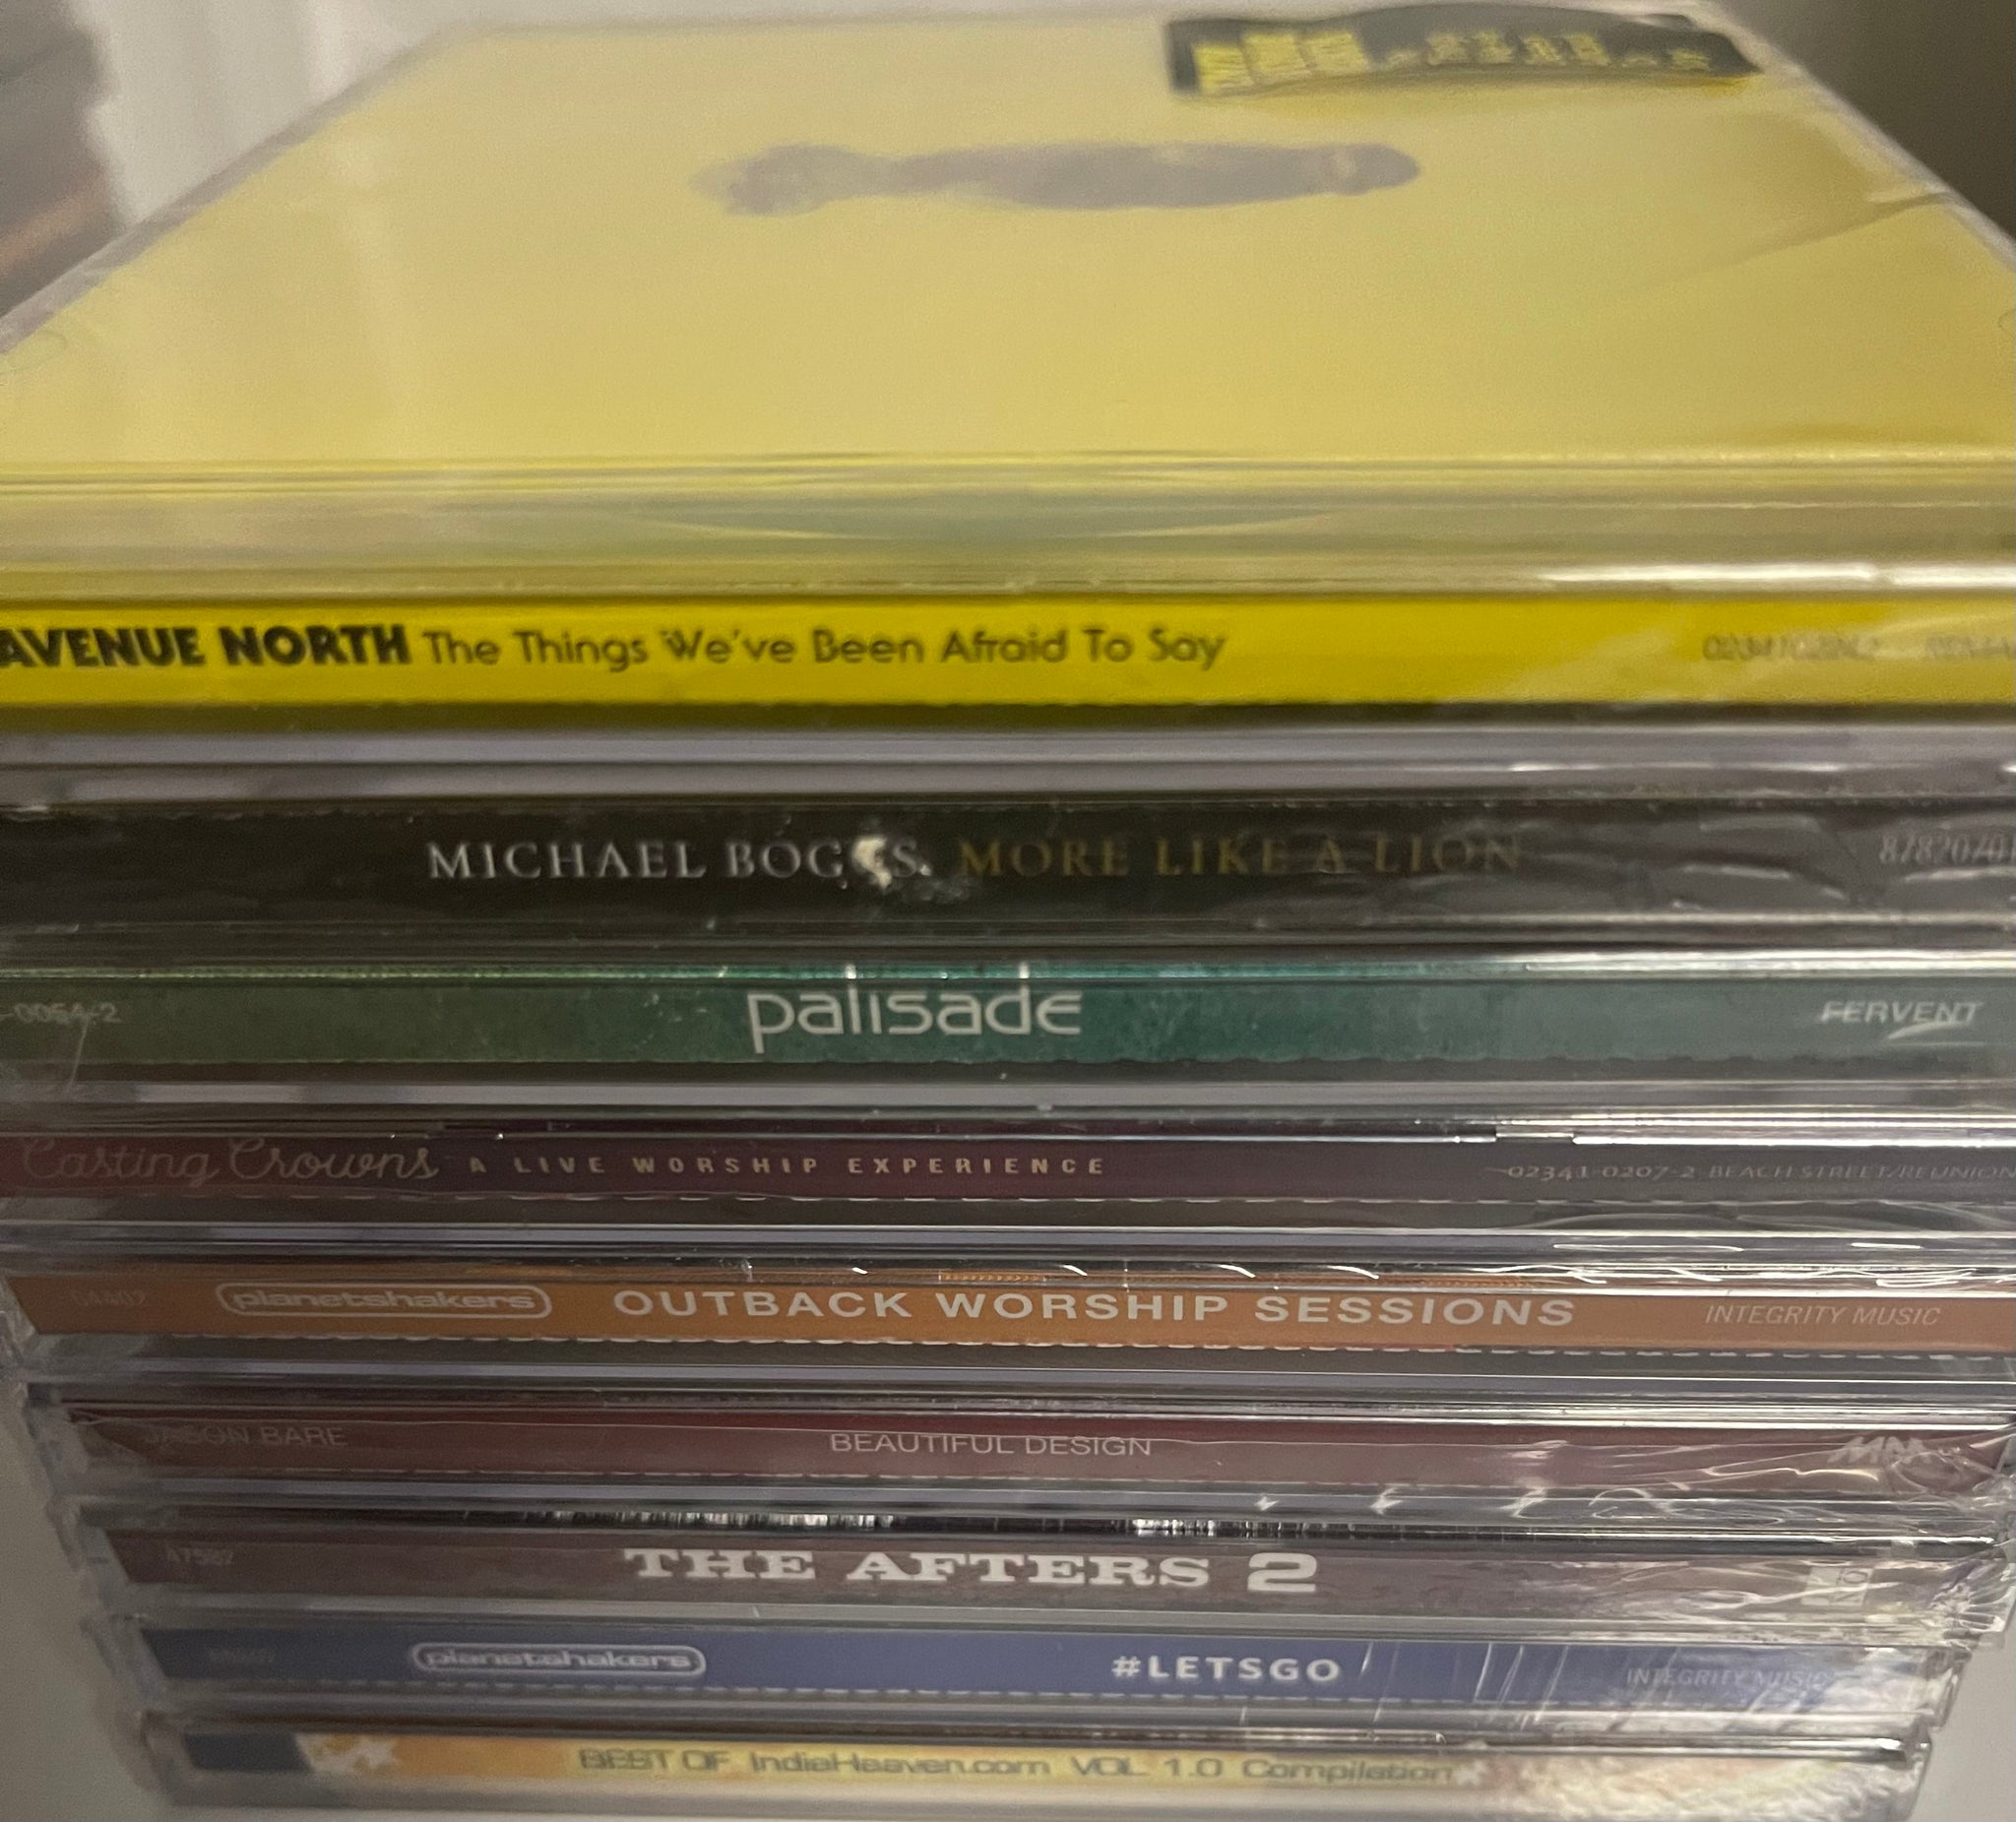 AVENUE NORTH The Things We've Been Afraid To Say
MICHAEL BOGGS. MORE LIKE A LION
palisade FERVENT
Casting Crowns A LIVE WORSHIP EXPERIENCE 02341-0207-2 BEACH STREET/REUNION
planetshakers OUTBACK WORSHIP SESSIONS INTEGRITY MUSIC
JASON BARE BEAUTIFUL DESIGN
THE AFTERS 2
planetshakers #LETSGO INTEGRITY MUSIC
BEST OF IndieHeaven.com VOL 1.0 Compilation